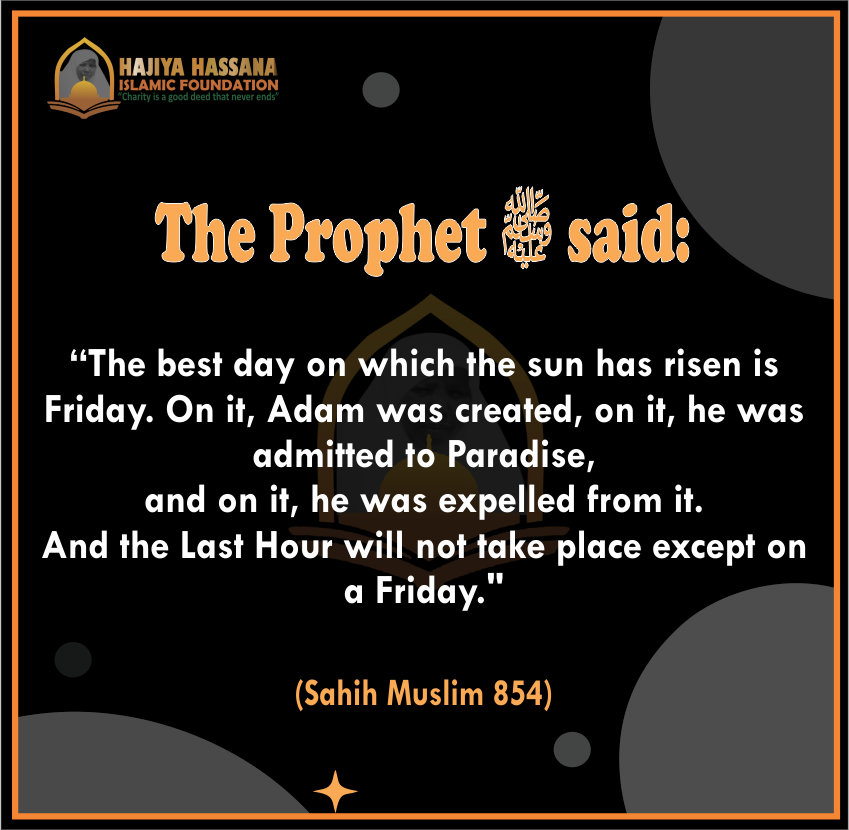 HAJIYA HASSANA
ISLAMIC FOUNDATION
"Charity is a good deed that never ends"
The Prophet ﷺ said:
“The best day on which the sun has risen is
Friday. On it, Adam was created, on it, he was
admitted to Paradise,
and on it, he was expelled from it.
And the Last Hour will not take place except on
a Friday."
(Sahih Muslim 854)